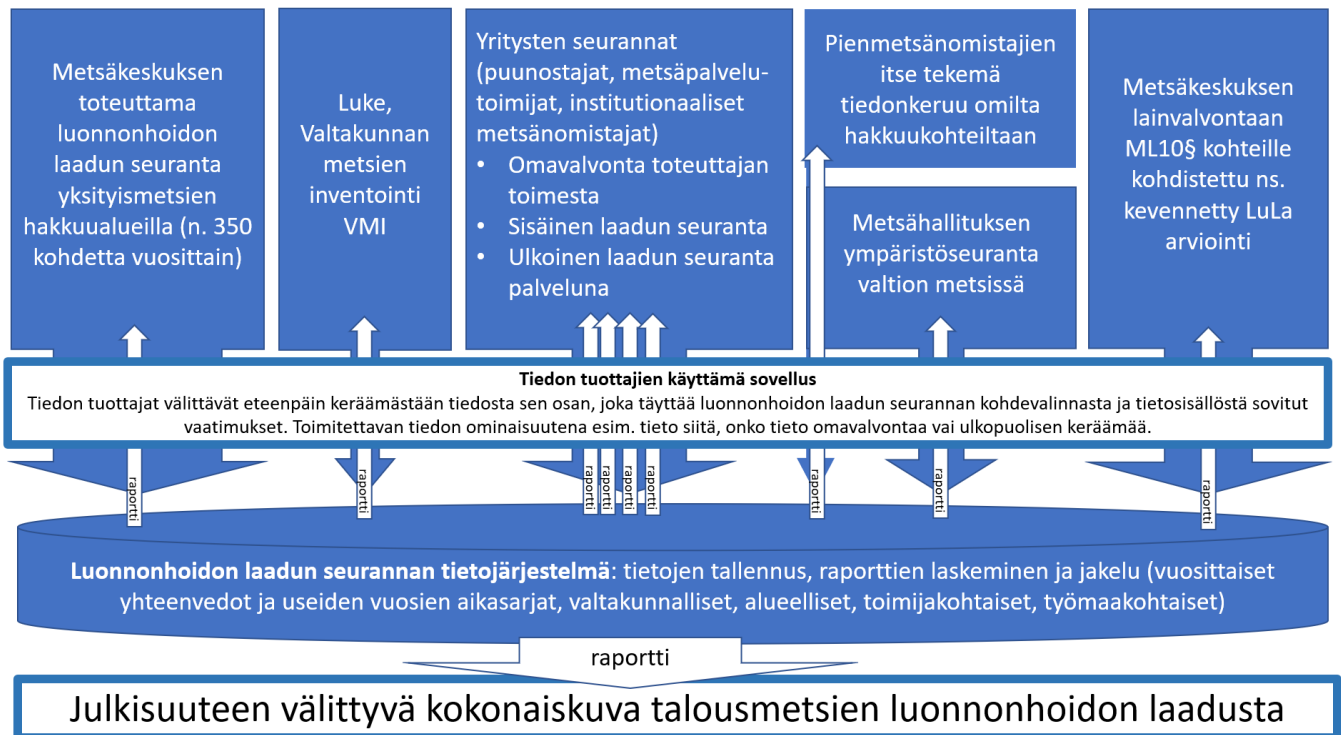 Metsäkeskuksen
toteuttama
luonnonhoidon
laadun seuranta
yksityismetsien
hakkuualueilla (n. 350
kohdetta vuosittain)
Luke,
Valtakunnan
metsien
inventointi
VMI
Yritysten seurannat
(puunostajat, metsäpalvelu-
toimijat, institutionaaliset
metsänomistajat)
• Omavalvonta toteuttajan
toimesta
• Sisäinen laadun seuranta
• Ulkoinen laadun seuranta
palveluna
Pienmetsänomistajien
itse tekemä
tiedonkeruu omilta
hakkuukohteiltaan
Metsähallituksen
ympäristöseuranta
valtion metsissä
Metsäkeskuksen
lainvalvontaan
ML10§ kohteille
kohdistettu ns.
kevennetty LuLa
arviointi
Tiedon tuottajien käyttämä sovellus
Tiedon tuottajat välittävät eteenpäin keräämästään tiedosta sen osan, joka täyttää luonnonhoidon laadun seurannan kohdevalinnasta ja tietosisällöstä sovitut
vaatimukset. Toimitettavan tiedon ominaisuutena esim. tieto siitä, onko tieto omavalvontaa vai ulkopuolisen keräämää.
raportti
raportti
raportti
raportti
raportti
raportti
raportti
raportti
raportti
Luonnonhoidon laadun seurannan tietojärjestelmä: tietojen tallennus, raporttien laskeminen ja jakelu (vuosittaiset
yhteenvedot ja useiden vuosien aikasarjat, valtakunnalliset, alueelliset, toimijakohtaiset, työmaakohtaiset)
raportti
Julkisuuteen välittyvä kokonaiskuva talousmetsien luonnonhoidon laadusta